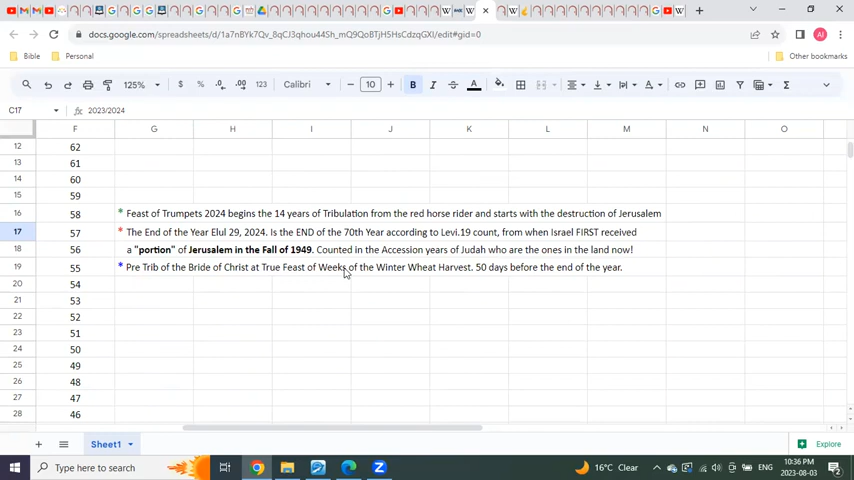 docs.google.com/spreadsheets/d/1a7nBYk7Qv_8qCJ3qhou44Sh_mQ9QoBTjH5HsCdzqGXI/edit#gid=0
Bible
Personal
Other bookmarks
125%
$ % .0 .00 123
Calibri
10
B I S A
C17
2023/2024
F G H I J K L M N O
12 62
13 61
14 60
15 59
16 58 * Feast of Trumpets 2024 begins the 14 years of Tribulation from the red horse rider and starts with the destruction of Jerusalem
17 57 * The End of the Year Elul 29, 2024. Is the END of the 70th Year according to Levi.19 count, from when Israel FIRST received
18 56 a "portion" of Jerusalem in the Fall of 1949. Counted in the Accession years of Judah who are the ones in the land now!
19 55 * Pre Trib of the Bride of Christ at True Feast of Weeks of the Winter Wheat Harvest. 50 days before the end of the year.
20 54
21 53
22 52
23 51
24 50
25 49
26 48
27 47
28 46
Sheet1
Explore
Type here to search
16°C Clear
ENG
10:36 PM
2023-08-03
2